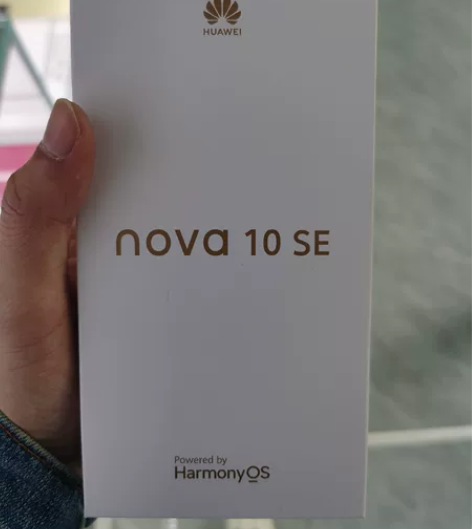 HUAWEI
nova 10 SE
Powered by
HarmonyOS